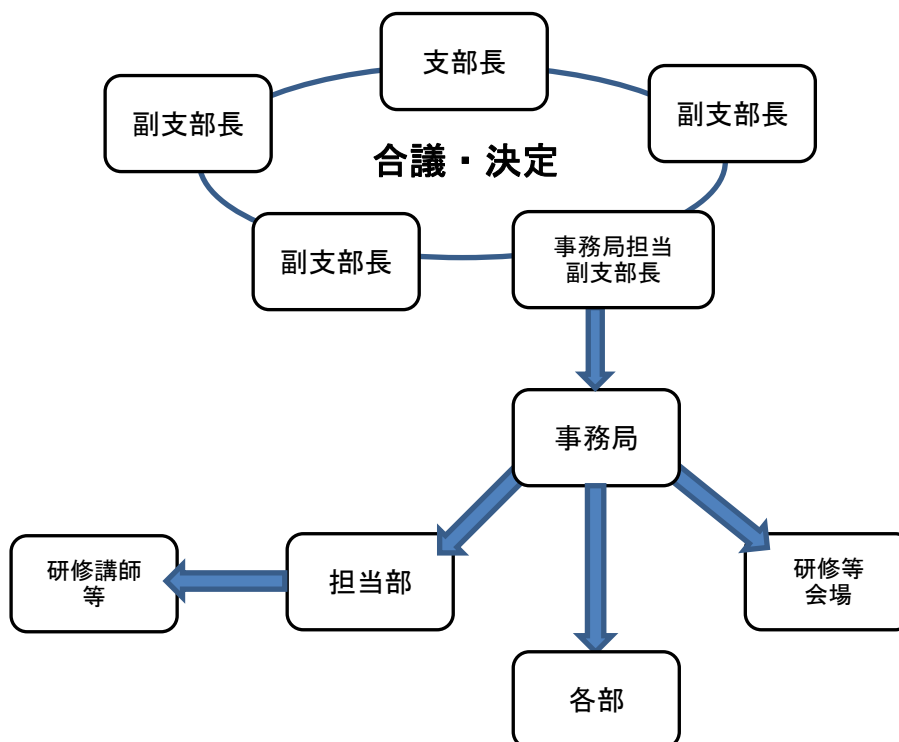 支部長
副支部長
副支部長
合議・決定
副支部長
事務局担当
副支部長
事務局
研修講師
等
担当部
研修等
会場
各部